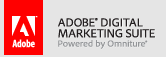 Adobe
ADOBE® DIGITAL
MARKETING SUITE
Powered by Omniture®